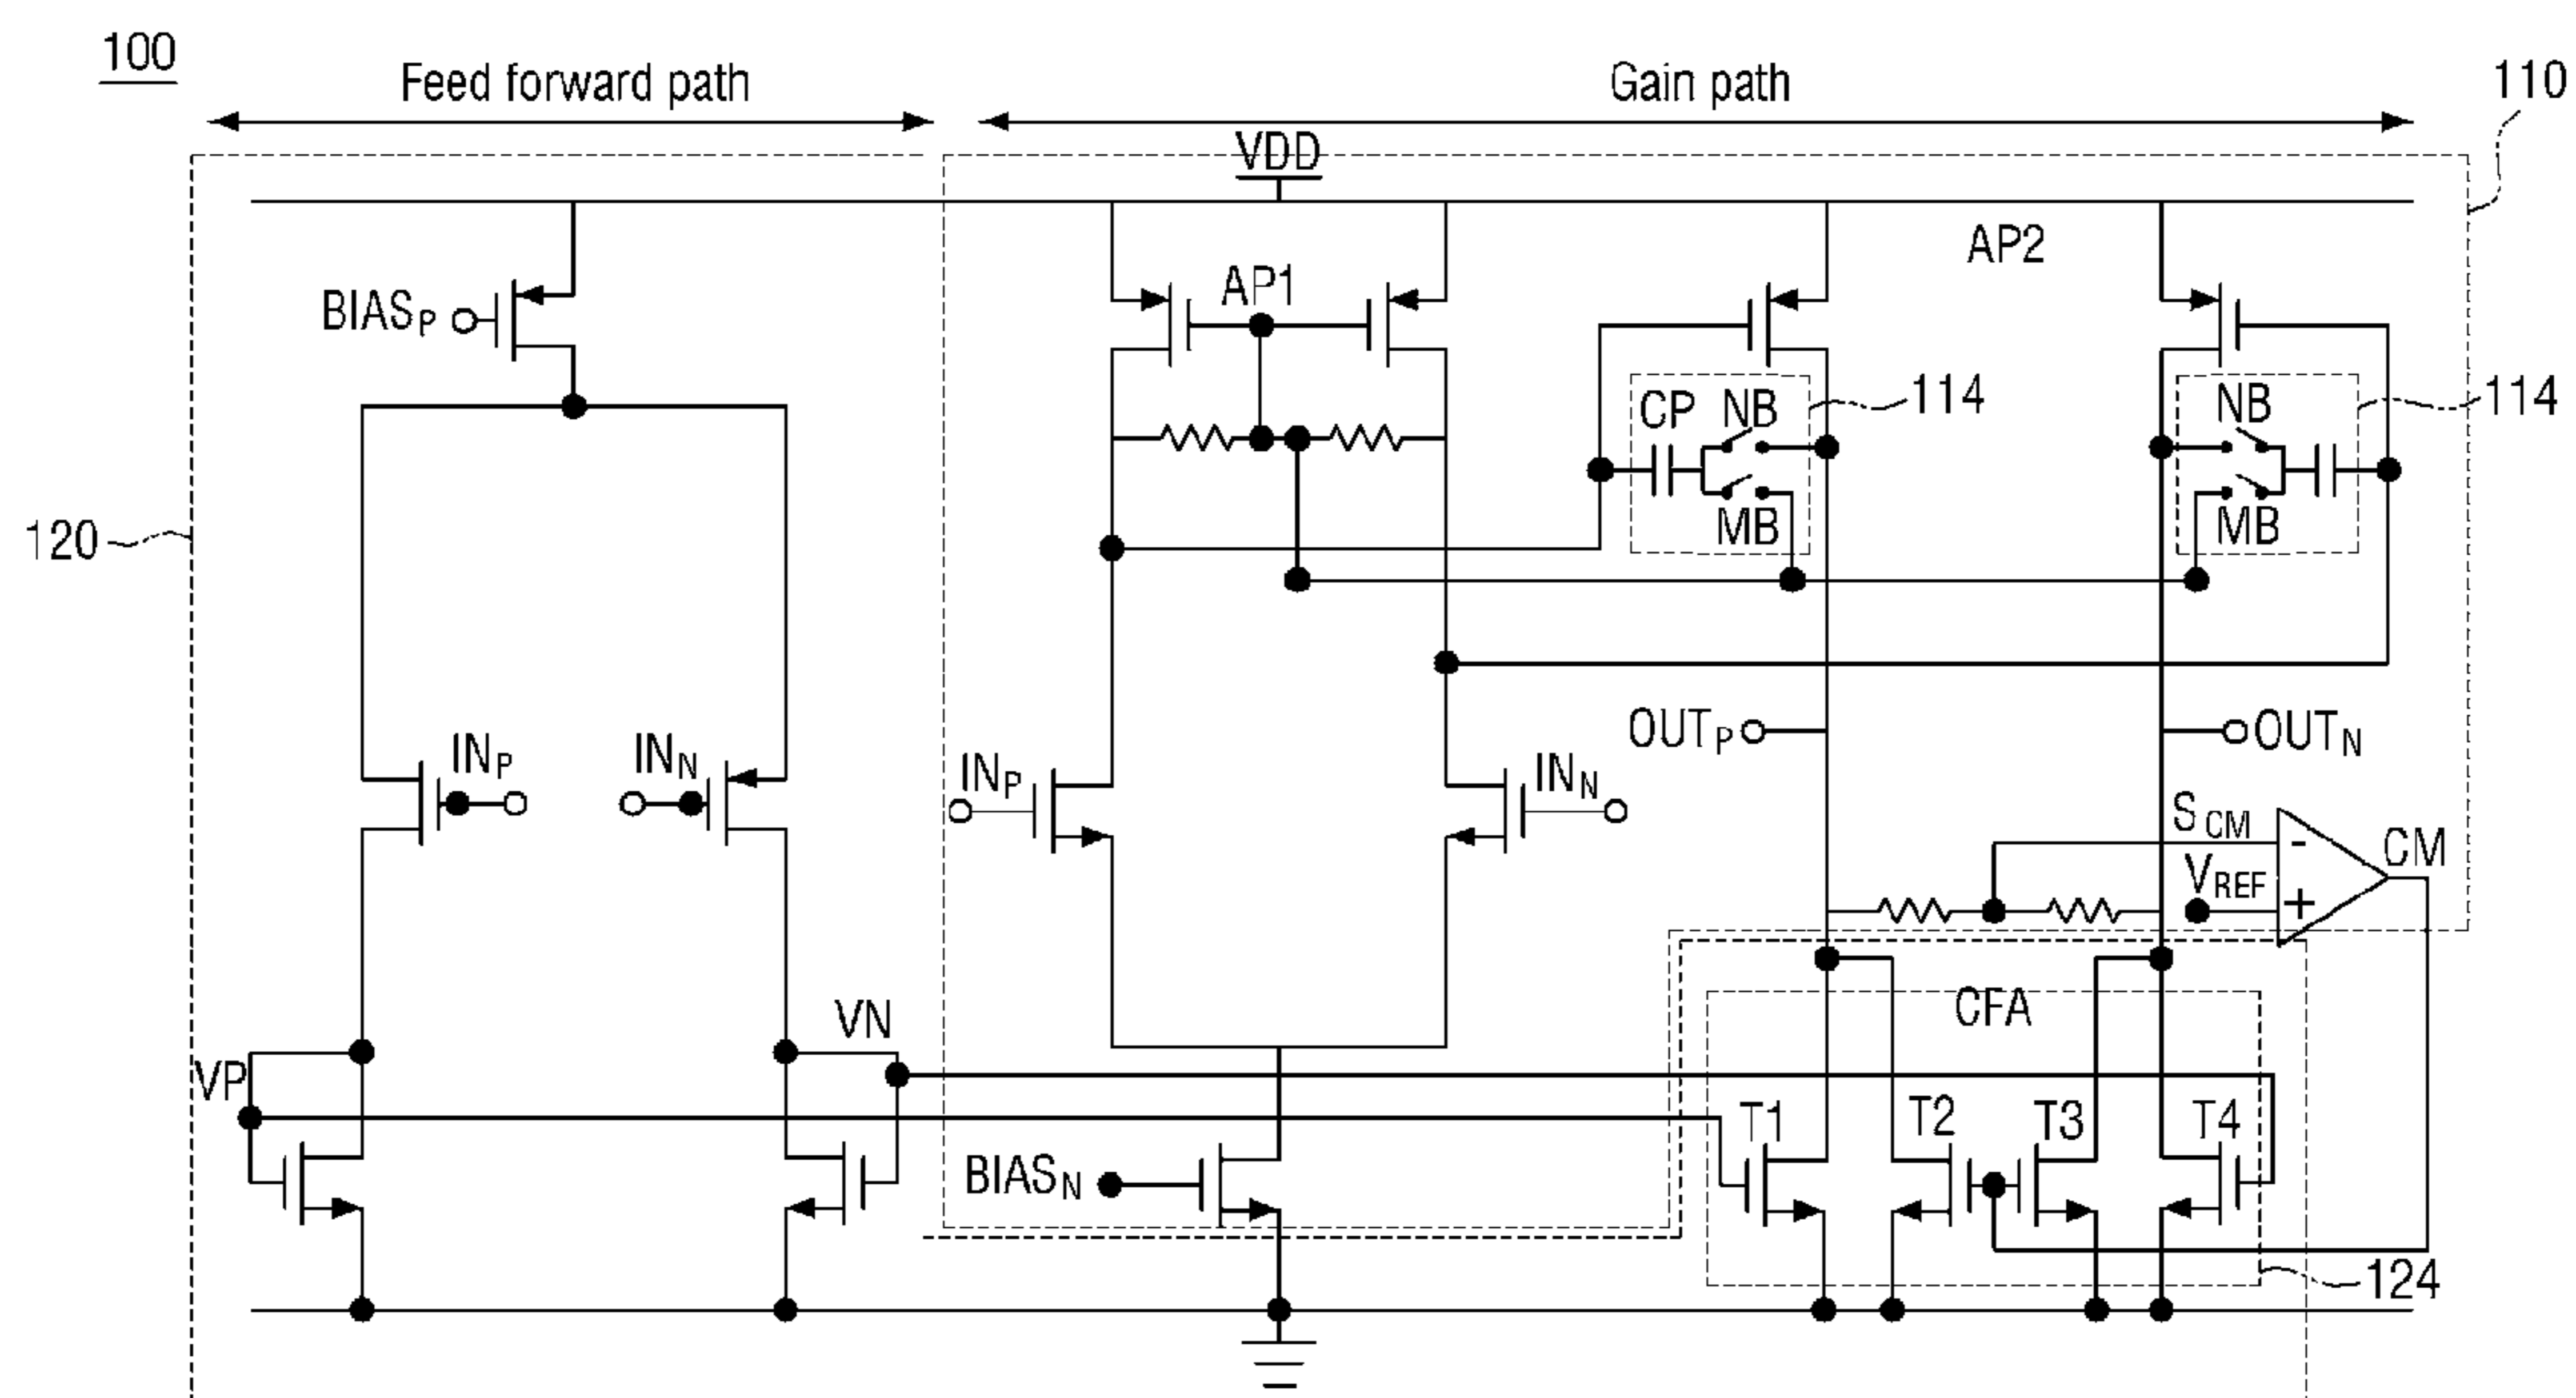 100
Feed forward path
Gain path
110
VDD
AP2
AP1
BIASP
CP NB
114
NB
114
MB
MB
120
OUTP
OUTN
INP
INN
INP
INN
SCM
CM
VREF
-
+
VN
CFA
VP
T1
T2
T3
T4
BIASN
124